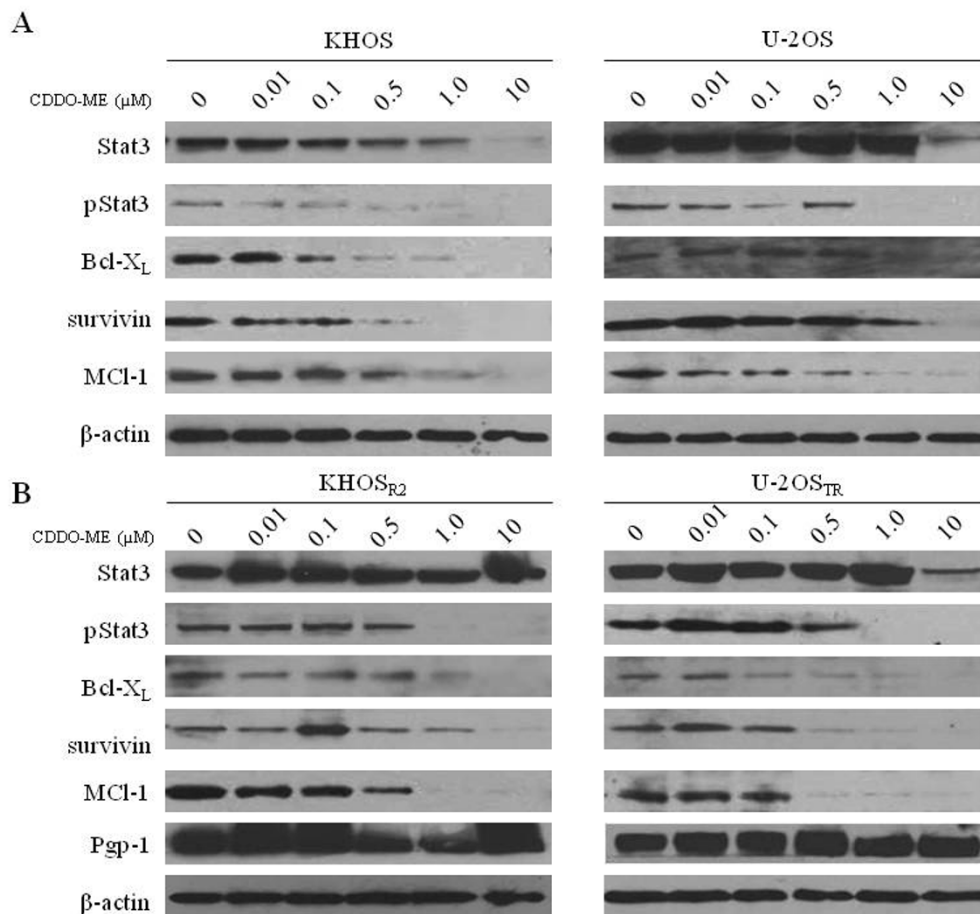 A
KHOS U-2OS
CDDO-ME (µM) 0 0.01 0.1 0.5 1.0 10 0 0.01 0.1 0.5 1.0 10
Stat3
pStat3
Bcl-XL
survivin
MCl-1
β-actin
B KHOSR2 U-2OSTR
CDDO-ME (µM) 0 0.01 0.1 0.5 1.0 10 0 0.01 0.1 0.5 1.0 10
Stat3
pStat3
Bcl-XL
survivin
MCl-1
Pgp-1
β-actin